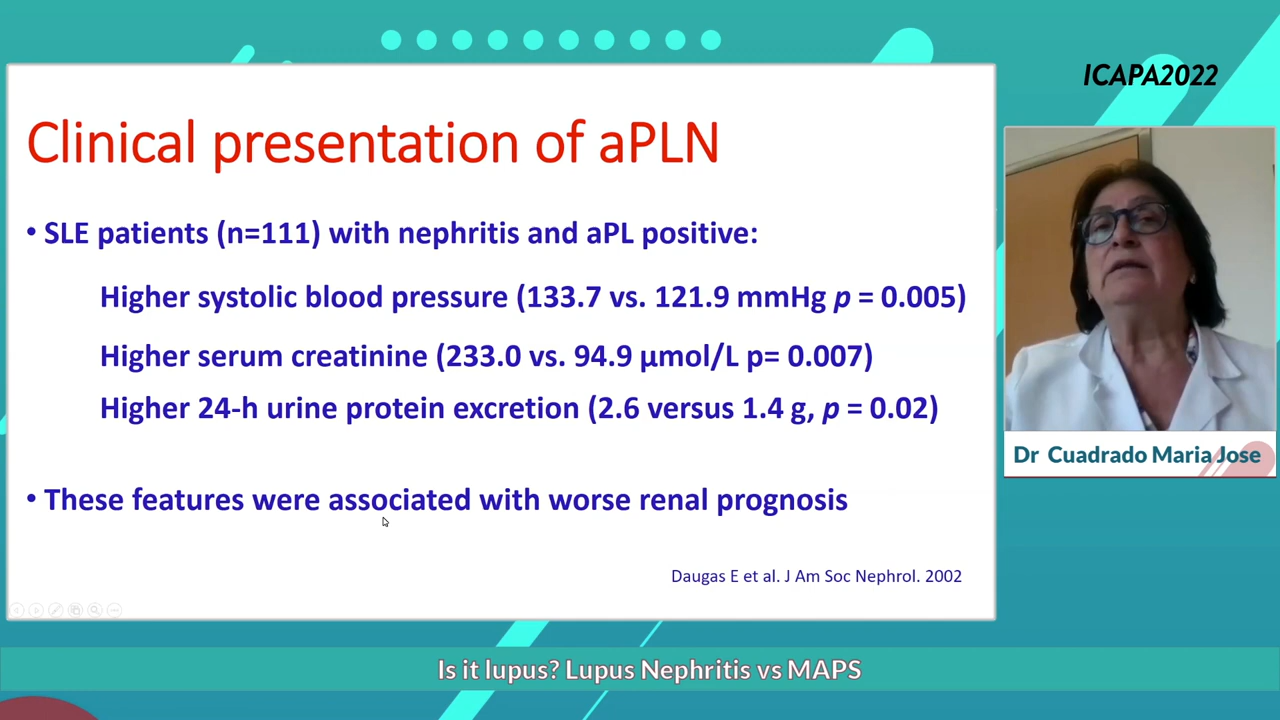 ICAPA2022
Clinical presentation of aPLN
• SLE patients (n=111) with nephritis and aPL positive:
Higher systolic blood pressure (133.7 vs. 121.9 mmHg p = 0.005)
Higher serum creatinine (233.0 vs. 94.9 μmol/L p= 0.007)
Higher 24-h urine protein excretion (2.6 versus 1.4 g, p = 0.02)
• These features were associated with worse renal prognosis
Daugas E et al. J Am Soc Nephrol. 2002
Dr Cuadrado Maria Jose
Is it lupus? Lupus Nephritis vs MAPS